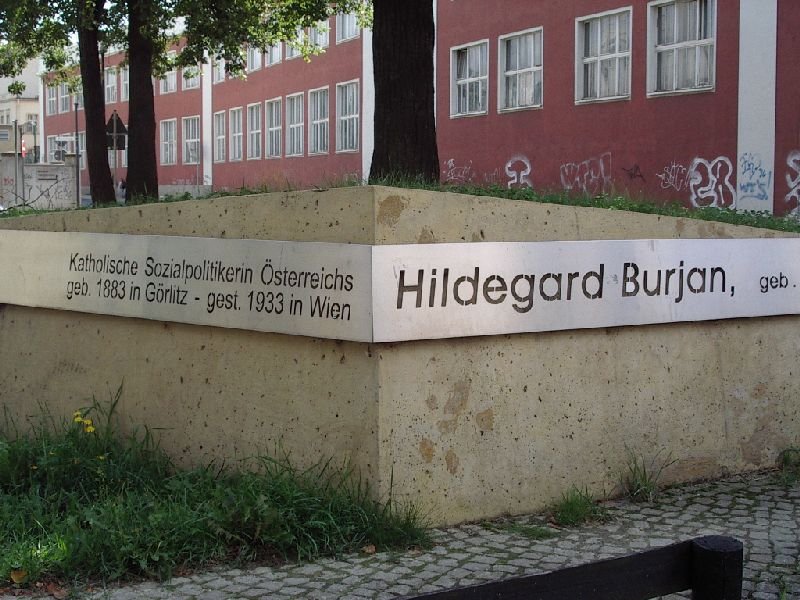 Katholische Sozialpolitikerin Österreichs
geb. 1883 in Görlitz - gest. 1933 in Wien
Hildegard Burjan, geb.